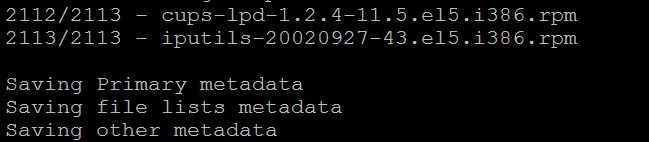 2112/2113 - cups-lpd-1.2.4-11.5.el5.i386.rpm
2113/2113 - iputils-20020927-43.el5.i386.rpm
Saving Primary metadata
Saving file lists metadata
Saving other metadata